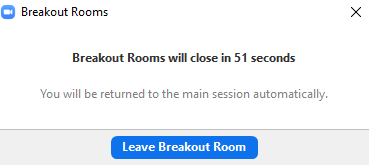 Breakout Rooms
Breakout Rooms will close in 51 seconds
You will be returned to the main session automatically.
Leave Breakout Room